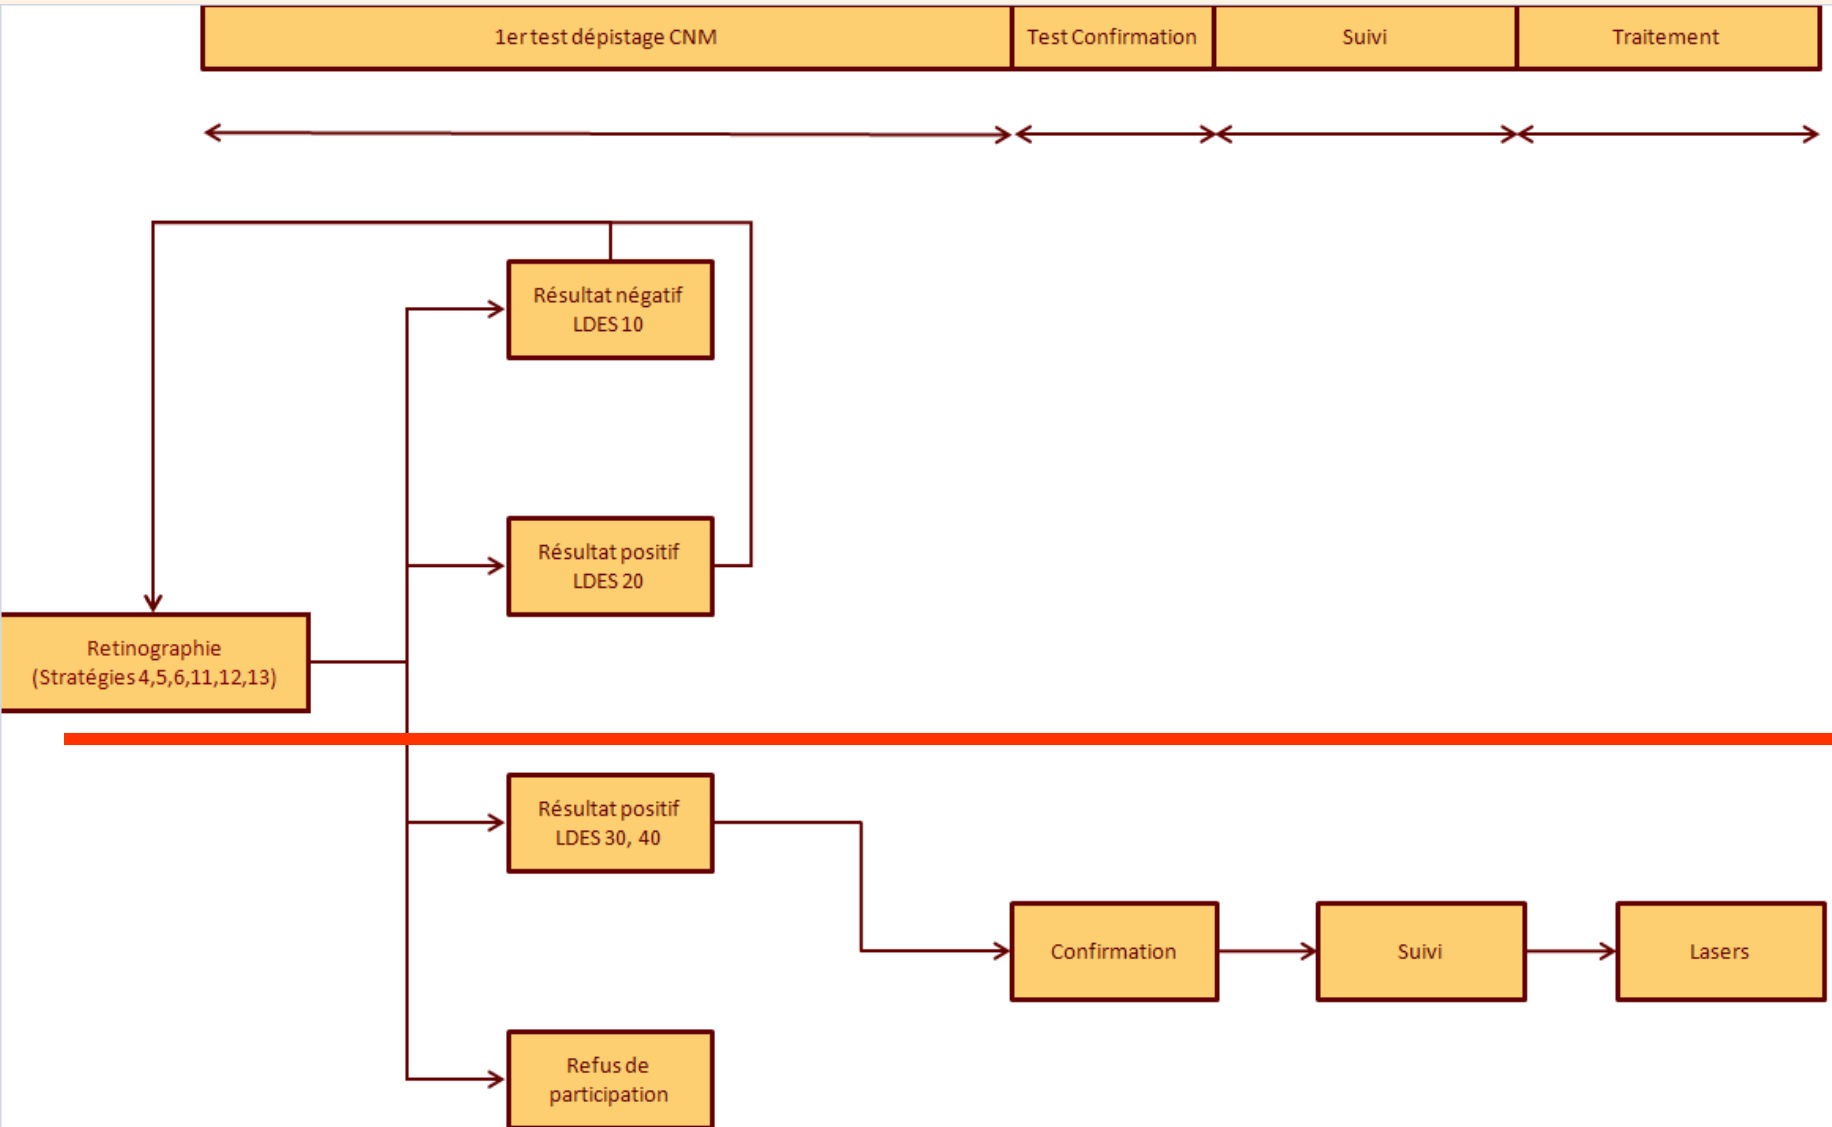 1er test dépistage CNM
Test Confirmation
Suivi
Traitement
Résultat négatif
LDES 10
Résultat positif
LDES 20
Retinographie
(Stratégies 4,5,6,11,12,13)
Résultat positif
LDES 30, 40
Confirmation
Suivi
Lasers
Refus de
participation